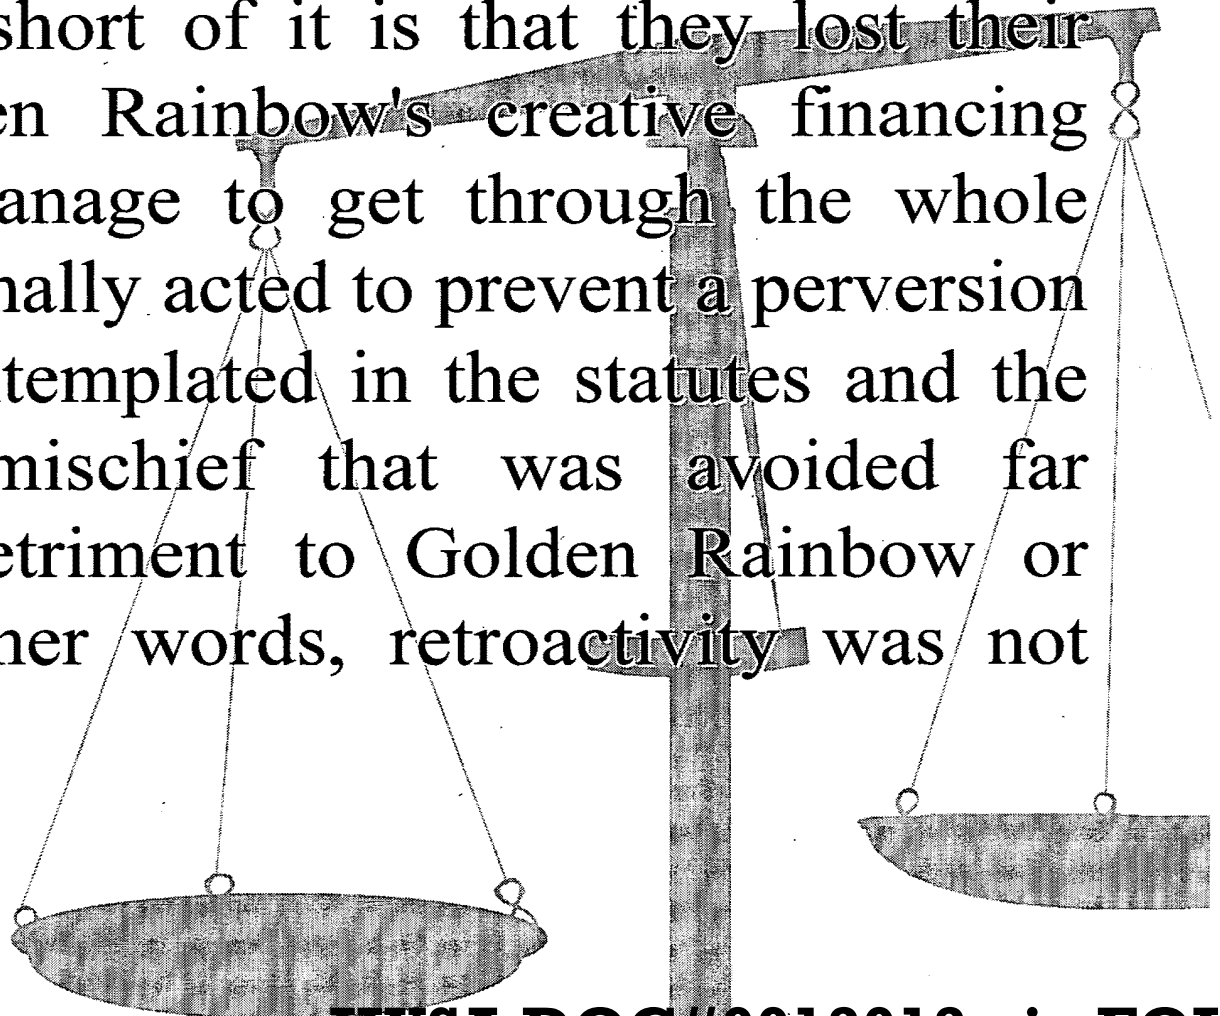 short of it is that they lost their
en Rainbow's creative financing
anage to get through the whole
nally acted to prevent a perversion
templated in the statutes and the
mischief that was avoided far
etriment to Golden Rainbow or
her words, retroactivity was not